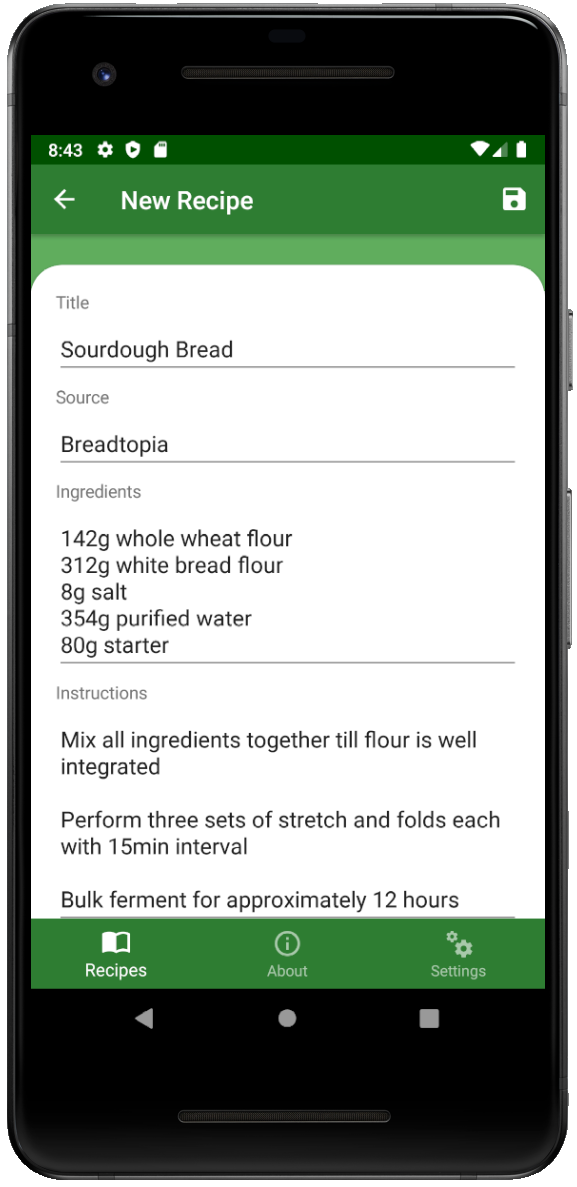 8:43
New Recipe
Title
Sourdough Bread
Source
Breadtopia
Ingredients
142g whole wheat flour
312g white bread flour
8g salt
354g purified water
80g starter
Instructions
Mix all ingredients together till flour is well
integrated
Perform three sets of stretch and folds each
with 15min interval
Bulk ferment for approximately 12 hours
Recipes
About
Settings